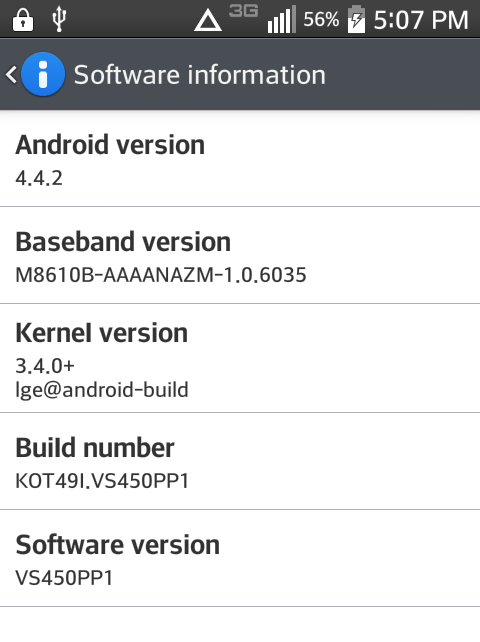 3G 56% 5:07 PM
Software information
Android version
4.4.2
Baseband version
M8610B-AAAANAZM-1.0.6035
Kernel version
3.4.0+
lge@android-build
Build number
KOT49I.VS450PP1
Software version
VS450PP1